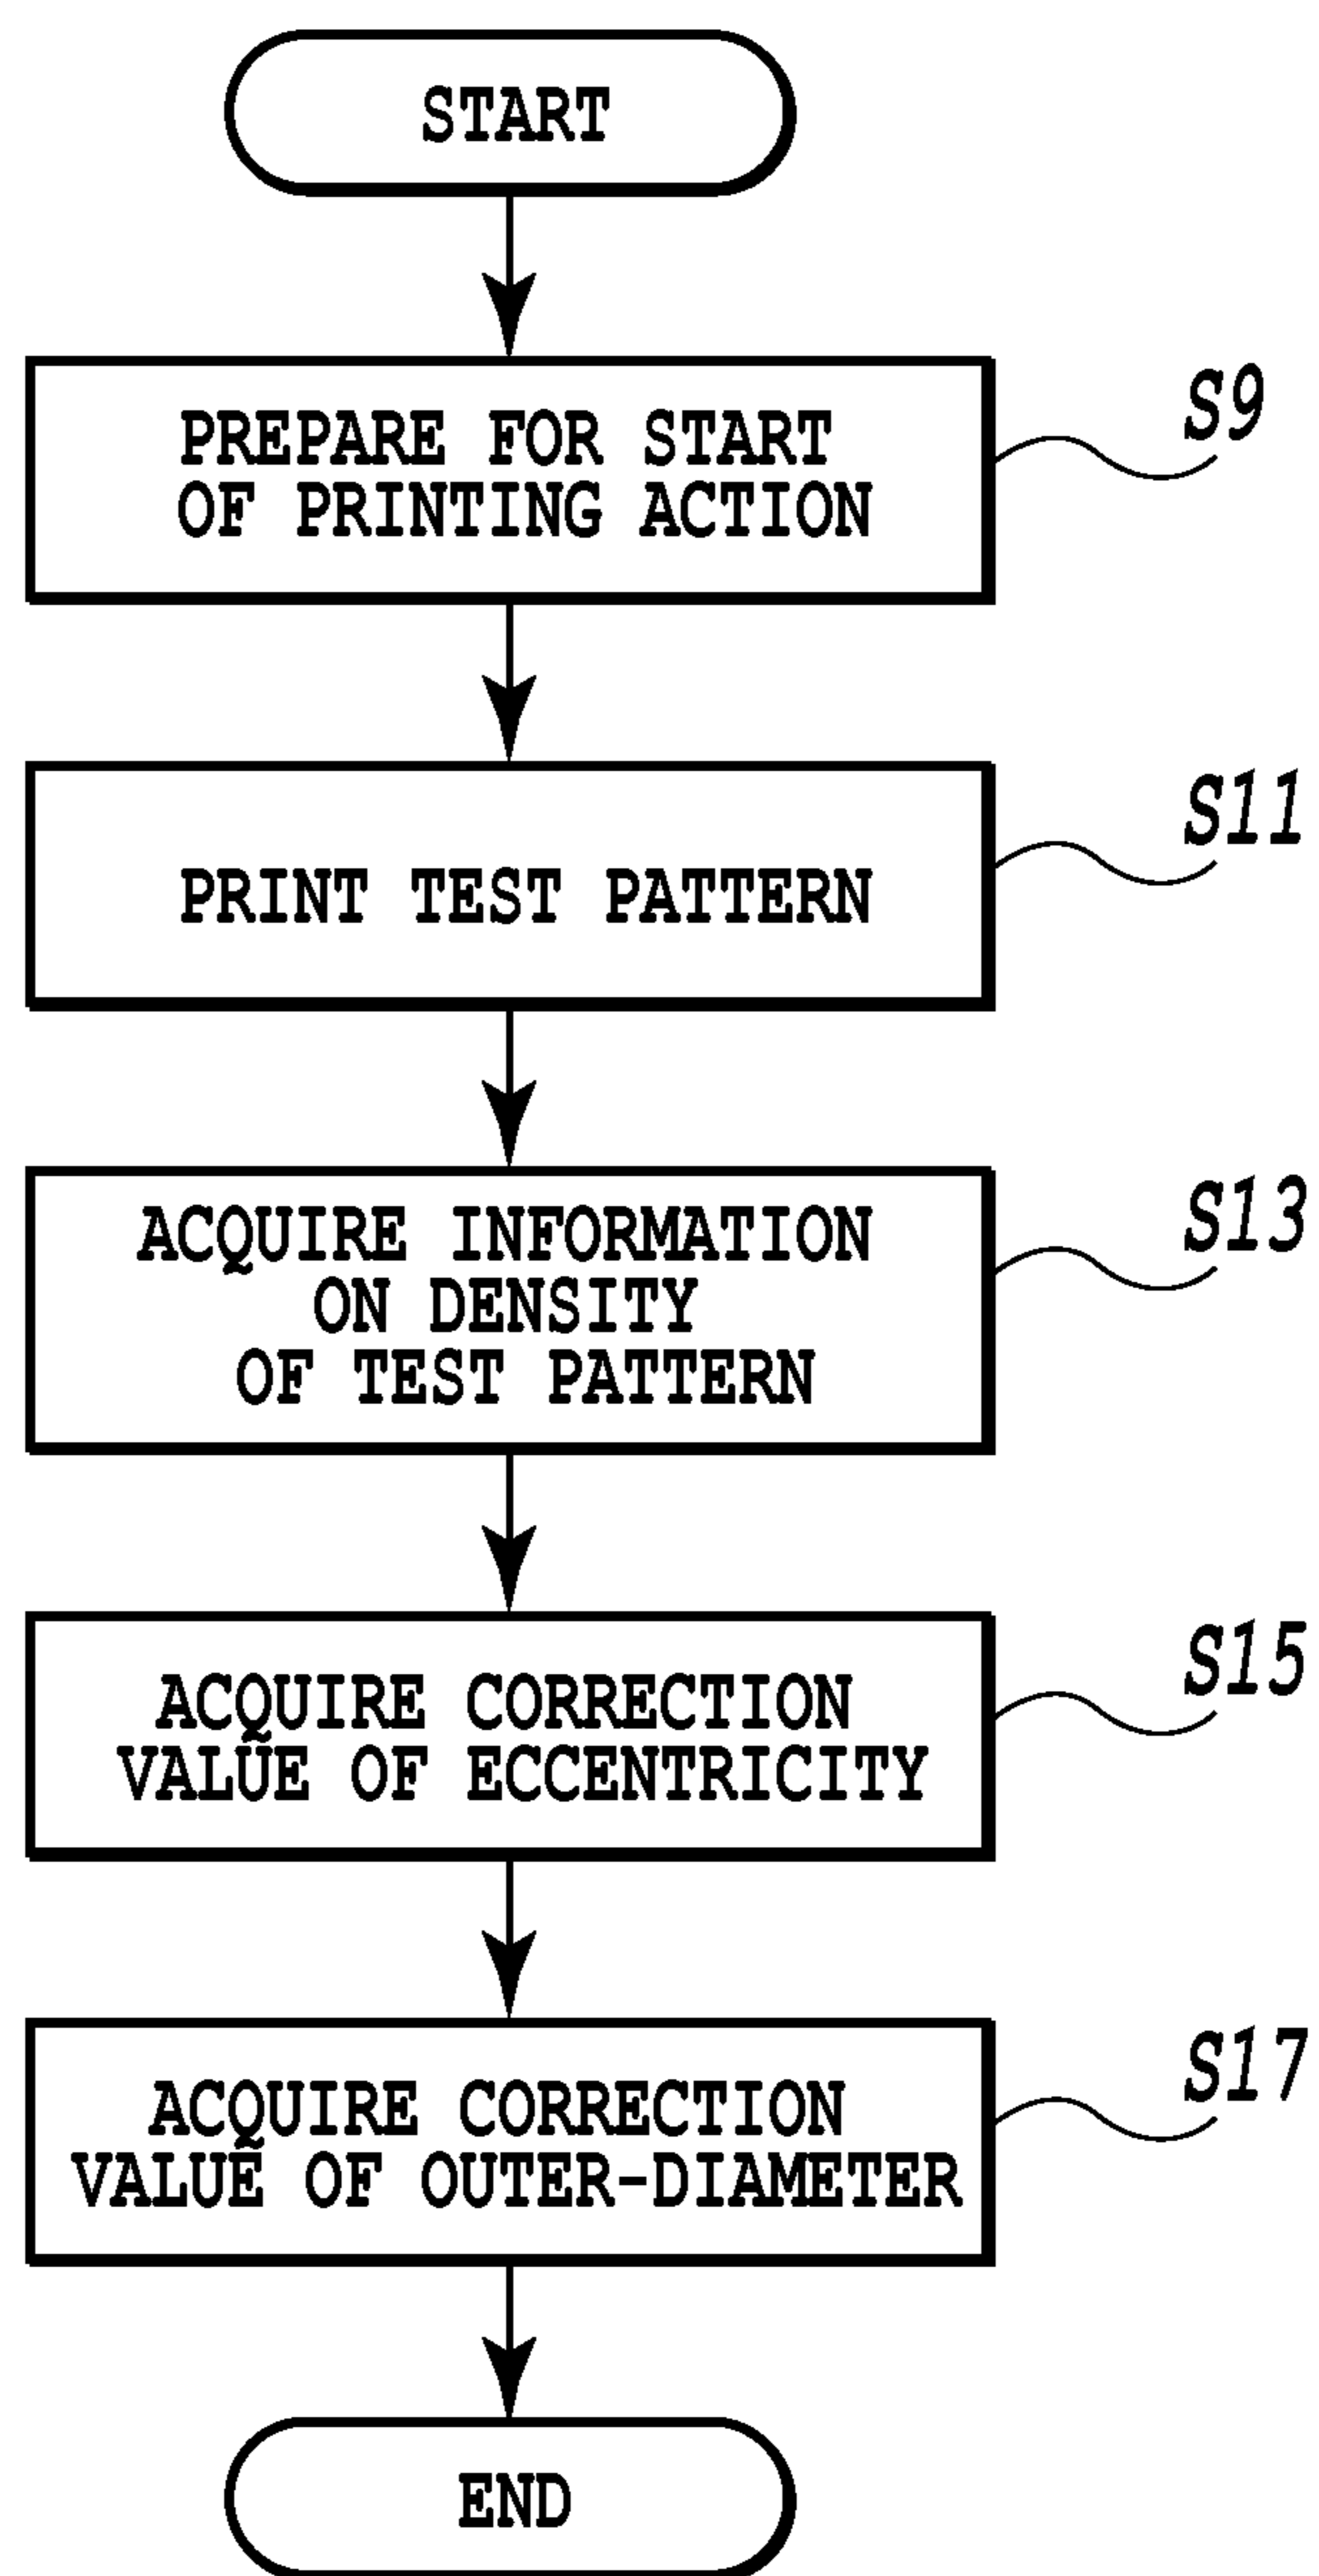 START
PREPARE FOR START
OF PRINTING ACTION
S9
PRINT TEST PATTERN
S11
ACQUIRE INFORMATION
ON DENSITY
OF TEST PATTERN
S13
ACQUIRE CORRECTION
VALUE OF ECCENTRICITY
S15
ACQUIRE CORRECTION
VALUE OF OUTER-DIAMETER
S17
END